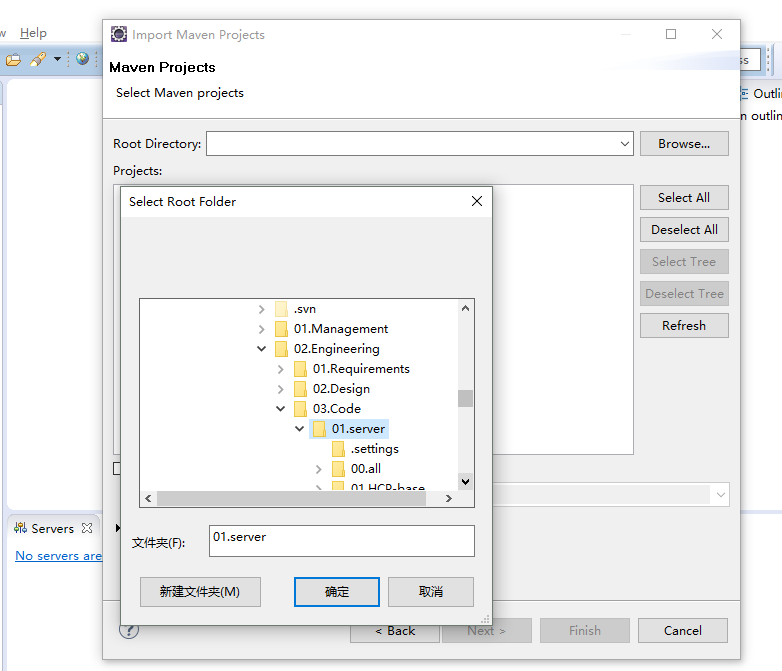 Help
Import Maven Projects
Maven Projects
Select Maven projects
Root Directory:
Browse...
Projects:
Select All
Deselect All
Select Tree
Deselect Tree
Refresh
Select Root Folder
.svn
01.Management
02.Engineering
01.Requirements
02.Design
03.Code
01.server
.settings
00.all
01.HCP-base
文件夹(F):
01.server
新建文件夹(M)
确定
取消
Servers
No servers are
< Back
Next >
Finish
Cancel
?